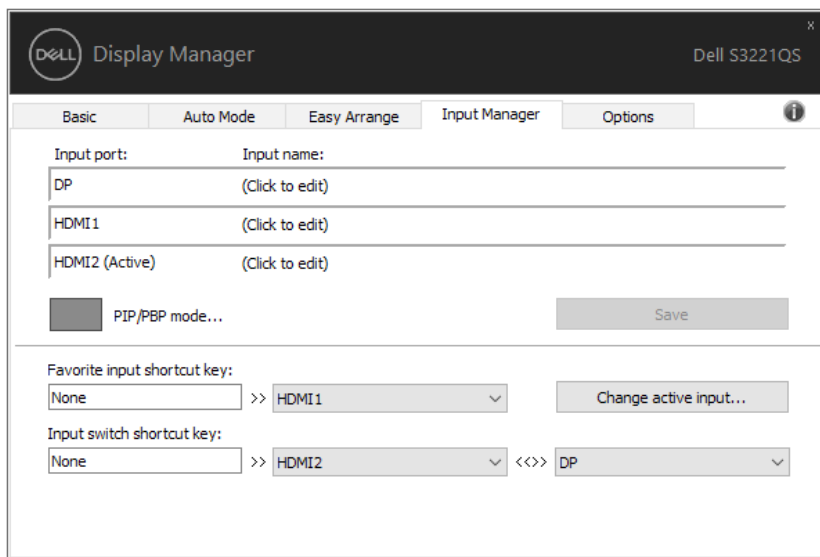 x
DELL Display Manager Dell S3221QS
Basic Auto Mode Easy Arrange Input Manager Options i
Input port: Input name:
DP (Click to edit)
HDMI1 (Click to edit)
HDMI2 (Active) (Click to edit)
PIP/PBP mode... Save
Favorite input shortcut key:
None >> HDMI1 Change active input...
Input switch shortcut key:
None >> HDMI2 <<>> DP